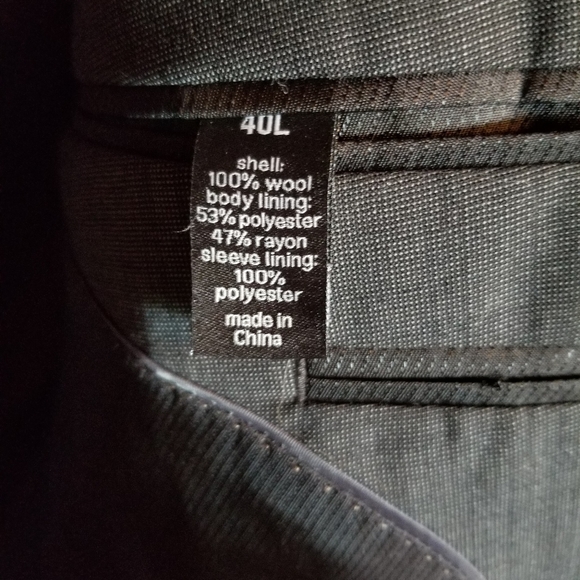 40L
shell:
100% wool
body lining:
53% polyester
47% rayon
sleeve lining:
100%
polyester
made in
China